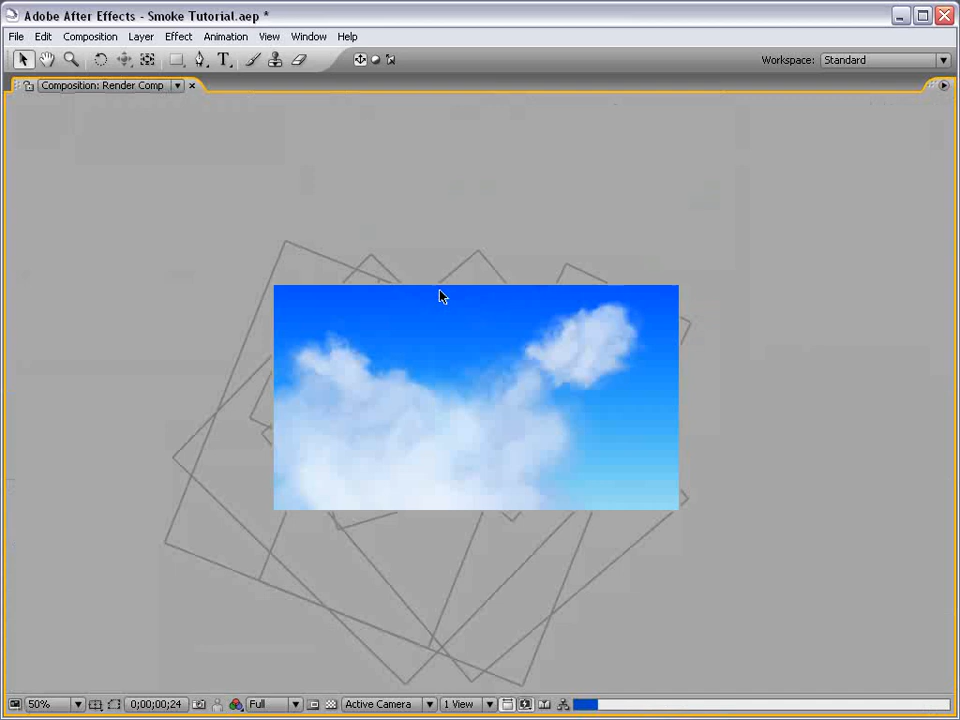 Adobe After Effects - Smoke Tutorial.aep *
File Edit Composition Layer Effect Animation View Window Help
T Workspace: Standard
Composition: Render Comp
50% 0;00;00;24 Full Active Camera 1 View